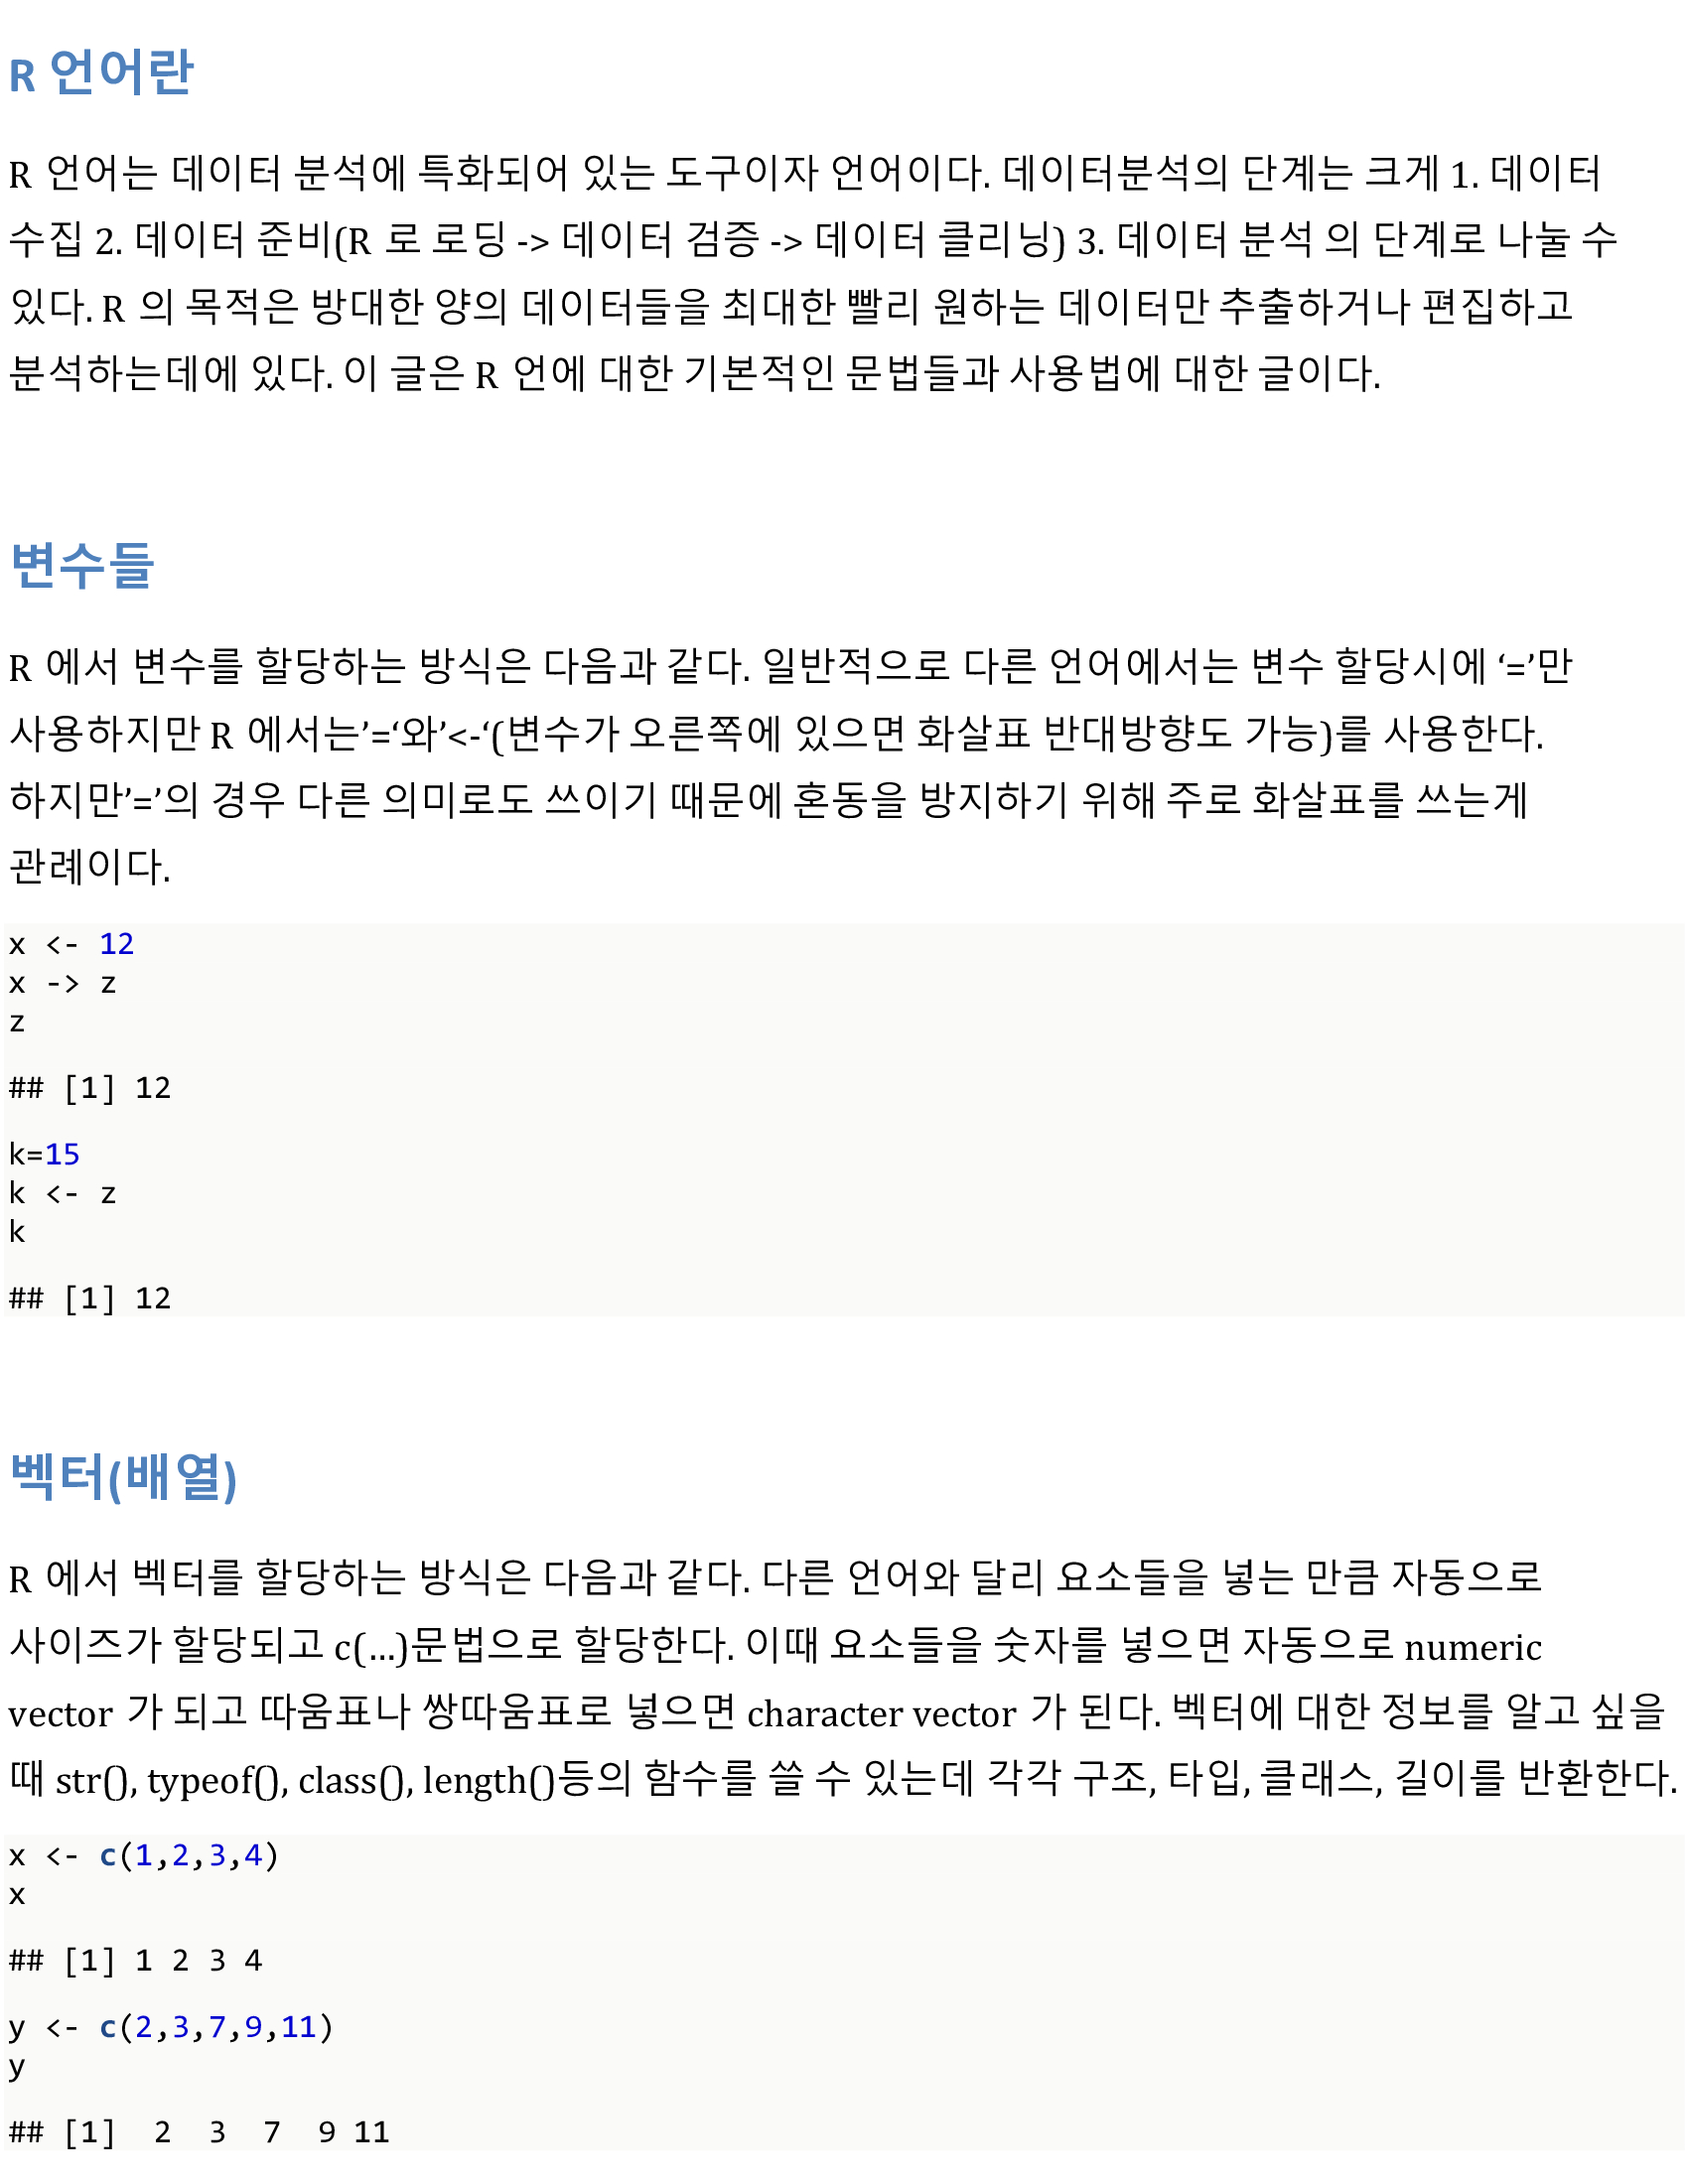 R 언어란
R 언어는 데이터 분석에 특화되어 있는 도구이자 언어이다. 데이터분석의 단계는 크게 1. 데이터
수집 2. 데이터 준비(R 로 로딩 -> 데이터 검증 -> 데이터 클리닝) 3. 데이터 분석 의 단계로 나눌 수
있다. R 의 목적은 방대한 양의 데이터들을 최대한 빨리 원하는 데이터만 추출하거나 편집하고
분석하는데에 있다. 이 글은 R 언에 대한 기본적인 문법들과 사용법에 대한 글이다.
변수들
R 에서 변수를 할당하는 방식은 다음과 같다. 일반적으로 다른 언어에서는 변수 할당시에 ‘=’만
사용하지만 R 에서는’=‘와’<-‘(변수가 오른쪽에 있으면 화살표 반대방향도 가능)를 사용한다.
하지만’=’의 경우 다른 의미로도 쓰이기 때문에 혼동을 방지하기 위해 주로 화살표를 쓰는게
관례이다.
x <- 12
x -> z
z
## [1] 12
k=15
k <- z
k
## [1] 12
벡터(배열)
R 에서 벡터를 할당하는 방식은 다음과 같다. 다른 언어와 달리 요소들을 넣는 만큼 자동으로
사이즈가 할당되고 c(…)문법으로 할당한다. 이때 요소들을 숫자를 넣으면 자동으로 numeric
vector 가 되고 따움표나 쌍따움표로 넣으면 character vector 가 된다. 벡터에 대한 정보를 알고 싶을
때 str(), typeof(), class(), length()등의 함수를 쓸 수 있는데 각각 구조, 타입, 클래스, 길이를 반환한다.
x <- c(1,2,3,4)
x
## [1] 1 2 3 4
y <- c(2,3,7,9,11)
y
## [1]  2  3  7  9 11